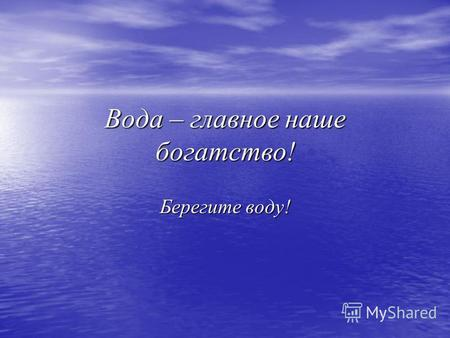 Вода – главное наше
богатство!
Берегите воду!
MyShared